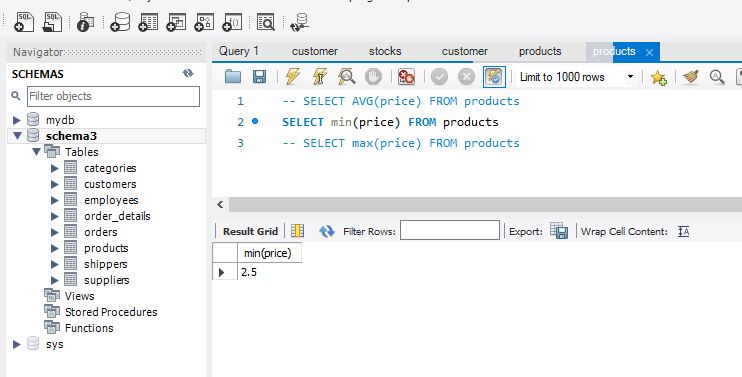 Navigator
SCHEMAS
Filter objects
mydb
schema3
Tables
categories
customers
employees
order_details
orders
products
shippers
suppliers
Views
Stored Procedures
Functions
sys
Query 1 customer stocks customer products products
Limit to 1000 rows
1 -- SELECT AVG(price) FROM products
2 SELECT min(price) FROM products
3 -- SELECT max(price) FROM products
Result Grid Filter Rows: Export: Wrap Cell Content: IA
min(price)
2.5